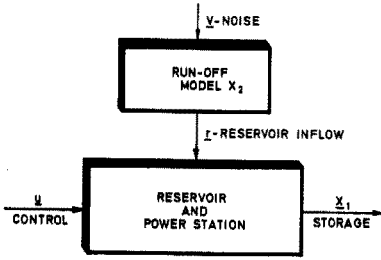 v-NOISE
RUN-OFF
MODEL X₂
r-RESERVOIR INFLOW
u
CONTROL
RESERVOIR
AND
POWER STATION
x₁
STORAGE